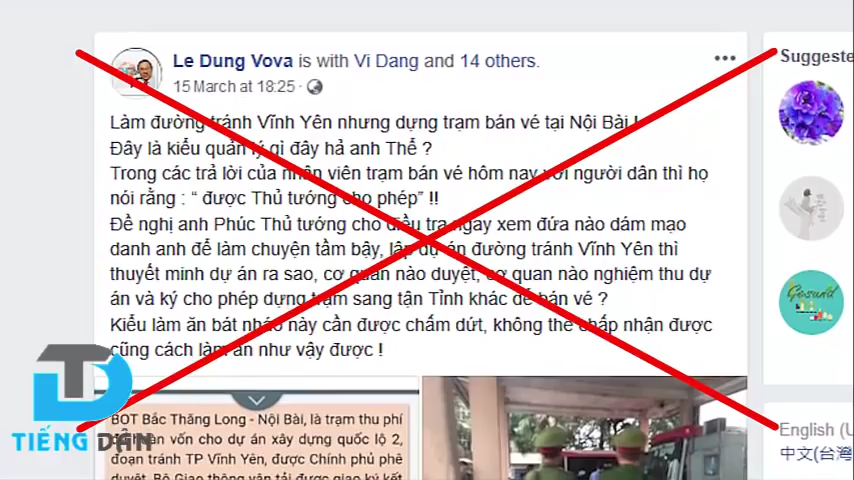 Le Dung Vova is with Vi Dang and 14 others.
15 March at 18:25 ·
Làm đường tránh Vĩnh Yên nhưng dựng trạm bán vé tại Nội Bài !
Đây là kiểu quản lý gì đây hả anh Thể ?
Trong các trả lời của nhân viên trạm bán vé hôm nay với người dân thì họ
nói rằng : “ được Thủ tướng cho phép” !!
Đề nghị anh Phúc Thủ tướng cho điều tra ngay xem đứa nào dám mạo
danh anh để làm chuyện tầm bậy, lập dự án đường tránh Vĩnh Yên thì
thuyết minh dự án ra sao, cơ quan nào duyệt, cơ quan nào nghiệm thu dự
án và ký cho phép dựng trạm sang tận Tỉnh khác để bán vé ?
Kiểu làm ăn bát nháo này cần được chấm dứt, không thể chấp nhận được
cũng cách làm ăn như vậy được !
BOT Bắc Thăng Long - Nội Bài, là trạm thu phí
vốn cho dự án xây dựng quốc lộ 2,
đoạn tránh TP Vĩnh Yên, được Chính phủ phê
duyệt, Bộ Giao thông vận tải được giao ký kết
TD
TIẾNG DÂN
Suggeste
Gesund
English (U
中文(台灣